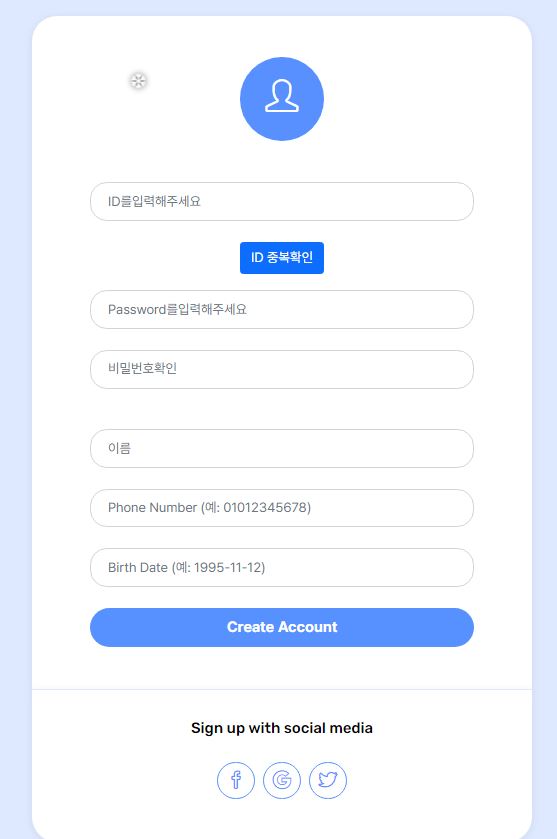 ID를입력해주세요
ID 중복확인
Password를입력해주세요
비밀번호확인
이름
Phone Number (예: 01012345678)
Birth Date (예: 1995-11-12)
Create Account
Sign up with social media